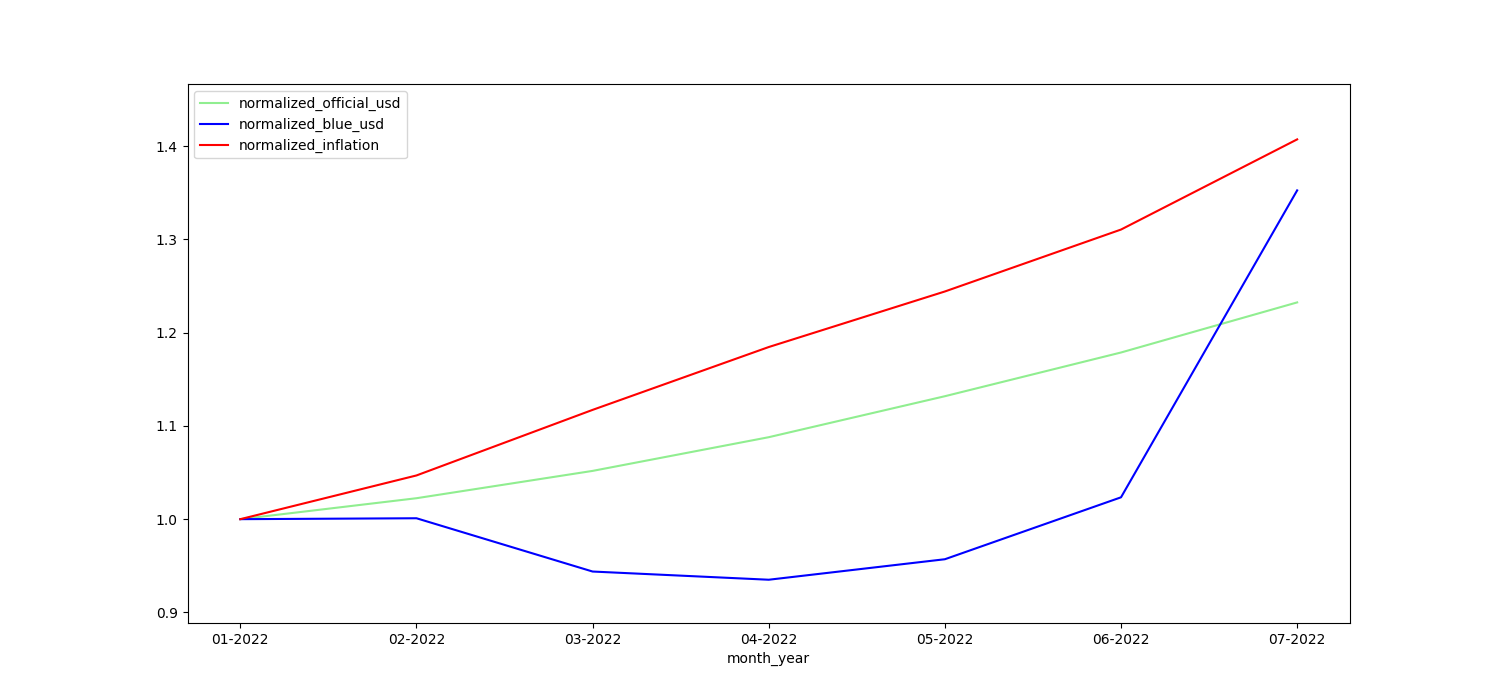 normalized_official_usd
normalized_blue_usd
normalized_inflation
1.4
1.3
1.2
1.1
1.0
0.9
01-2022 02-2022 03-2022 04-2022 05-2022 06-2022 07-2022
month_year